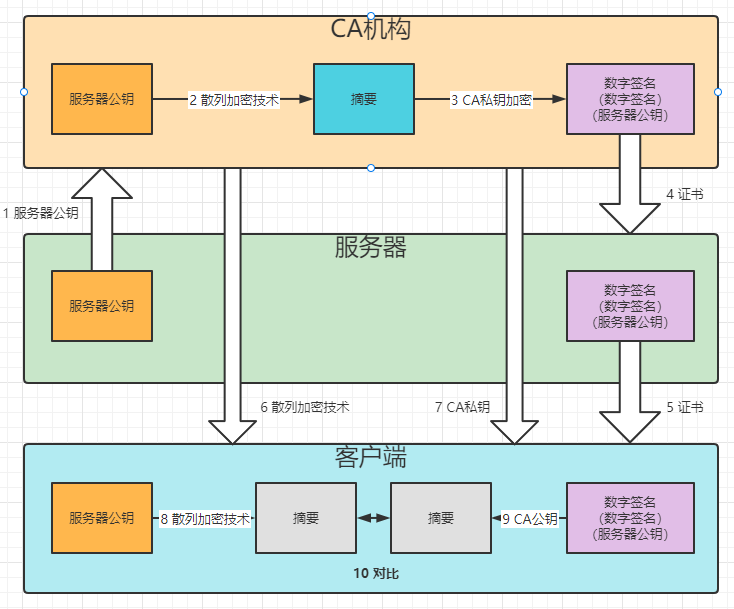 CA机构
服务器公钥
2 散列加密技术
摘要
3 CA私钥加密
数字签名
（数字签名）
（服务器公钥）
1 服务器公钥
4 证书
服务器
服务器公钥
数字签名
（数字签名）
（服务器公钥）
6 散列加密技术
7 CA私钥
5 证书
客户端
服务器公钥
8 散列加密技术
摘要
摘要
9 CA公钥
数字签名
（数字签名）
（服务器公钥）
10 对比